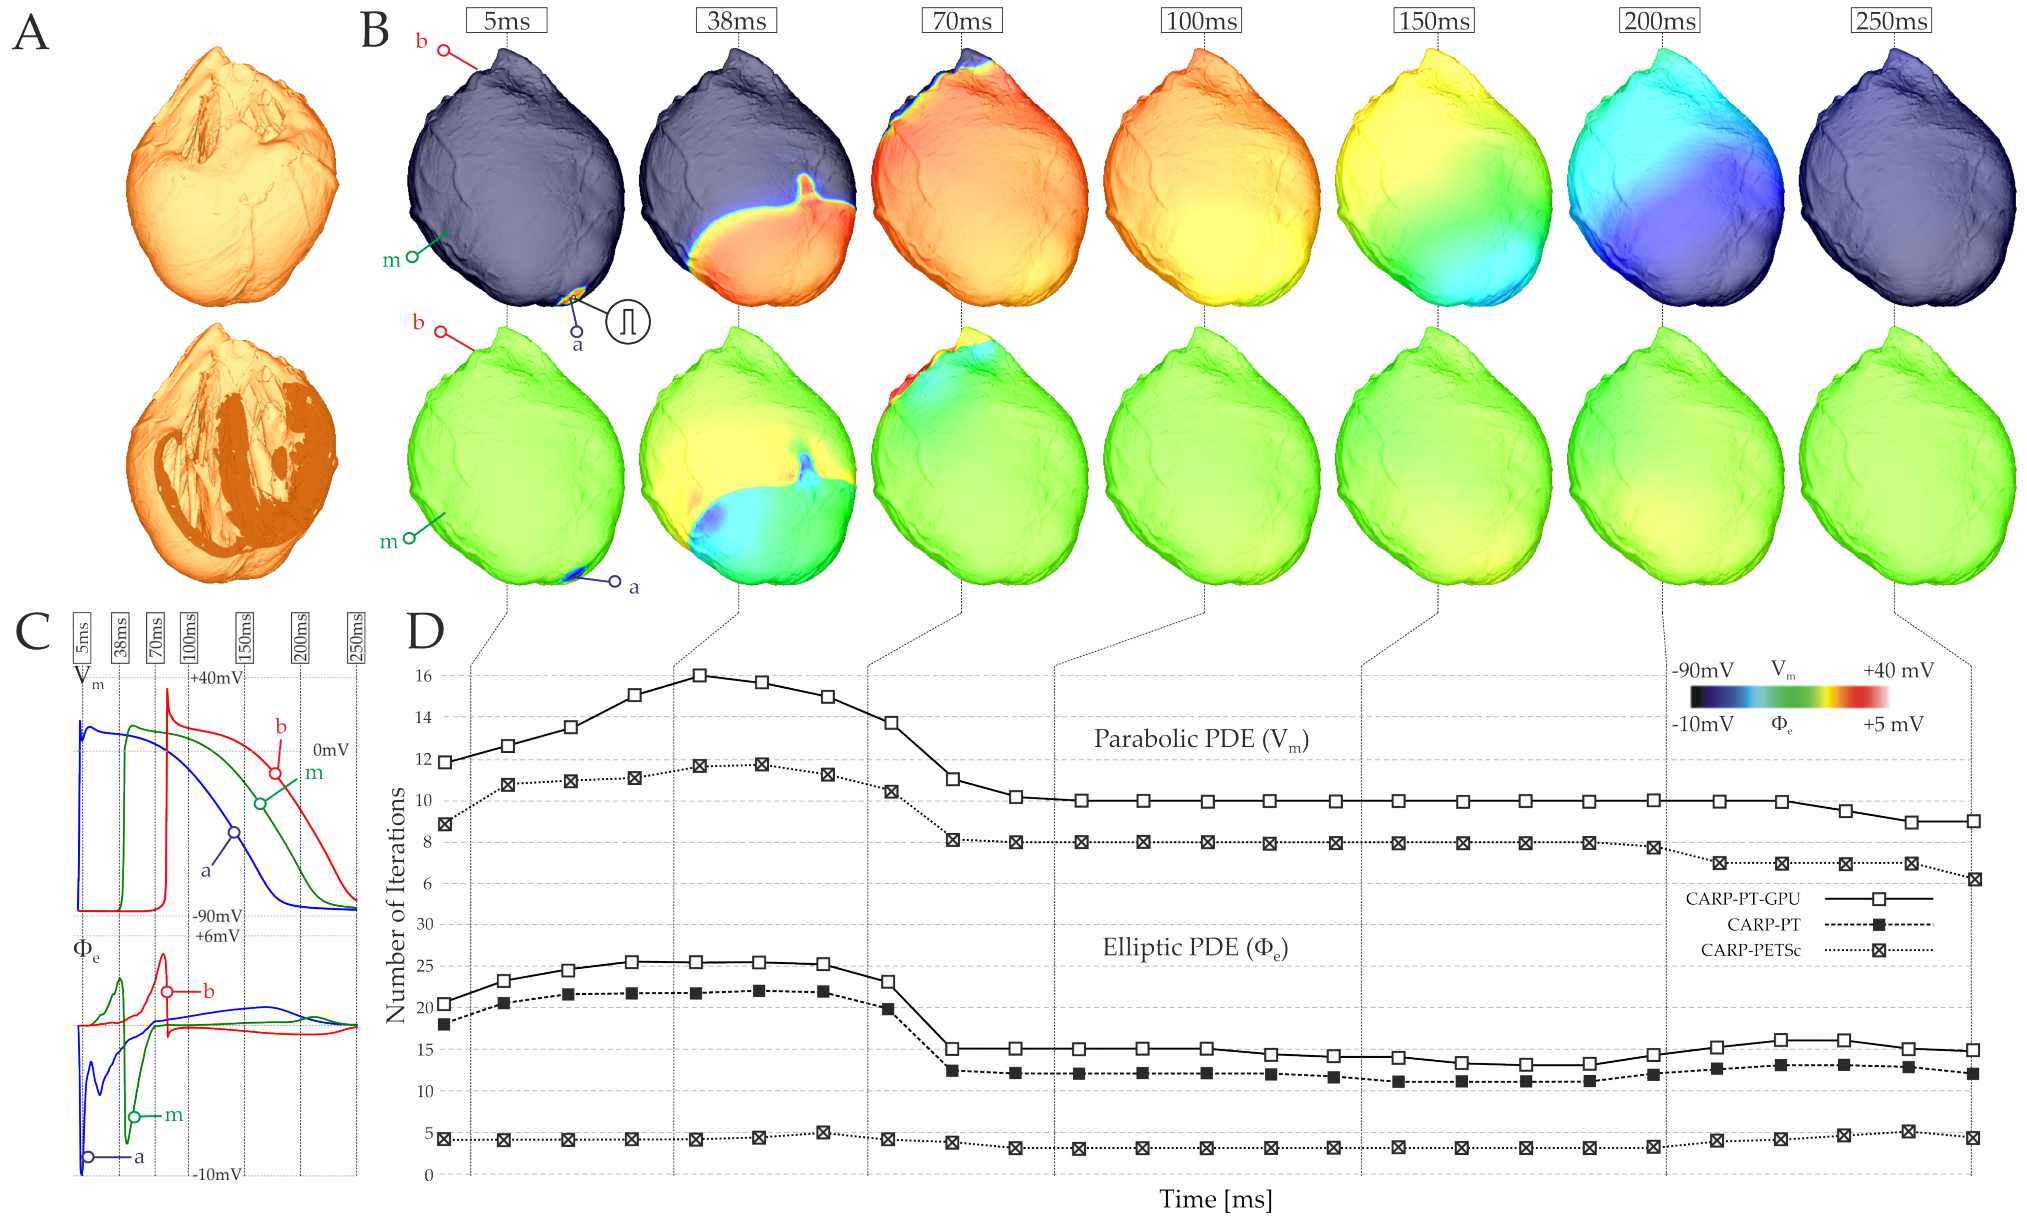 A
B
5ms
38ms
70ms
100ms
150ms
200ms
250ms
b
m
a
b
m
a
C
5ms
38ms
70ms
100ms
150ms
200ms
250ms
Vm
+40mV
0mV
b
m
a
-90mV
+6mV
Φe
b
m
a
-10mV
D
Number of Iterations
16
14
12
10
8
6
Parabolic PDE (Vm)
-90mV Vm +40 mV
-10mV Φe +5 mV
CARP-PT-GPU
CARP-PT
CARP-PETSc
30
25
20
15
10
5
0
Elliptic PDE (Φe)
Time [ms]